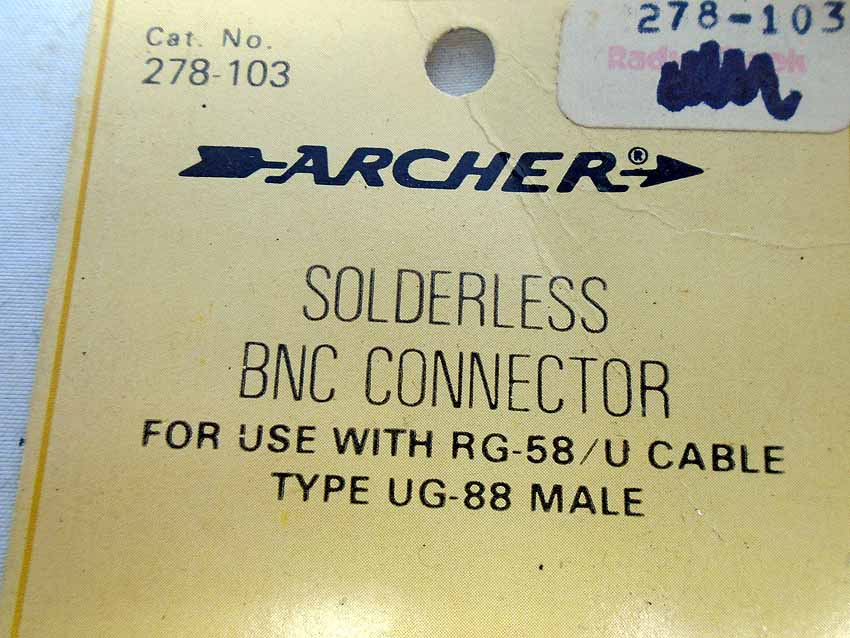 Cat. No.
278-103
278-103
ARCHER®
SOLDERLESS
BNC CONNECTOR
FOR USE WITH RG-58/U CABLE
TYPE UG-88 MALE